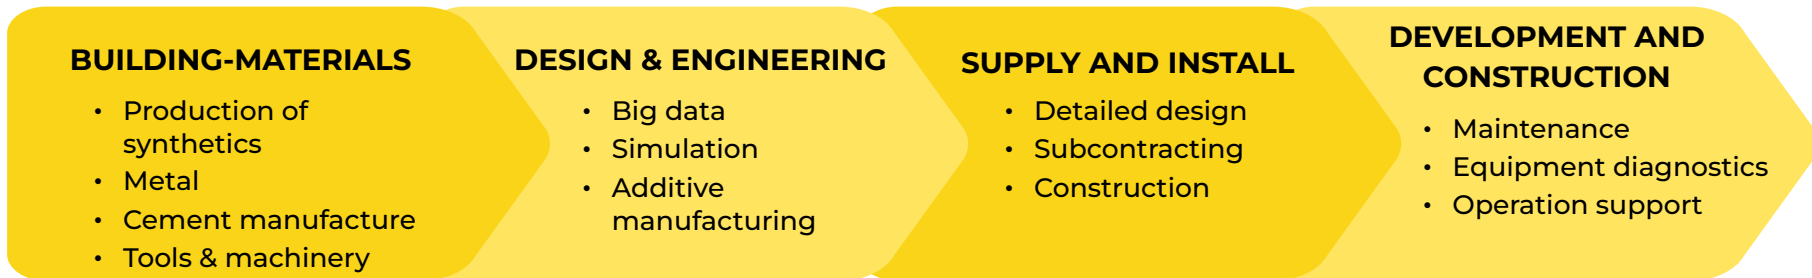 BUILDING-MATERIALS
• Production of
synthetics
• Metal
• Cement manufacture
• Tools & machinery
DESIGN & ENGINEERING
• Big data
• Simulation
• Additive
manufacturing
SUPPLY AND INSTALL
• Detailed design
• Subcontracting
• Construction
DEVELOPMENT AND
CONSTRUCTION
• Maintenance
• Equipment diagnostics
• Operation support